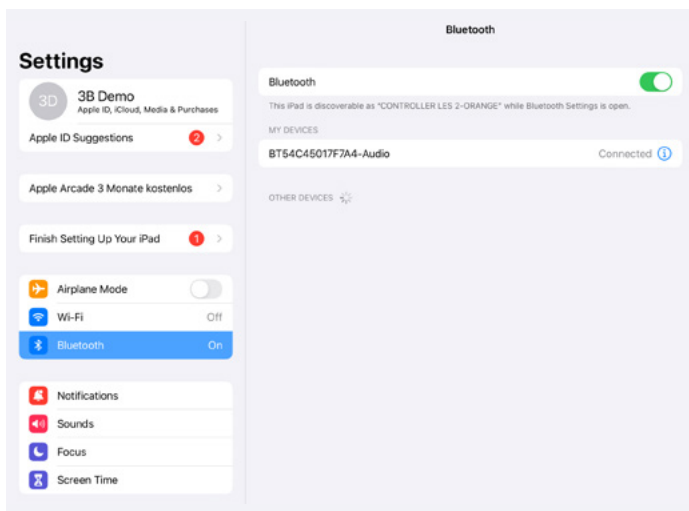 Settings
3D
3B Demo
Apple ID, iCloud, Media & Purchases
Apple ID Suggestions 2
Apple Arcade 3 Monate kostenlos
Finish Setting Up Your iPad 1
Airplane Mode
Wi-Fi Off
Bluetooth On
Notifications
Sounds
Focus
Screen Time
Bluetooth
Bluetooth
This iPad is discoverable as "CONTROLLER LES 2-ORANGE" while Bluetooth Settings is open.
MY DEVICES
BT54C45017F7A4-Audio Connected
OTHER DEVICES